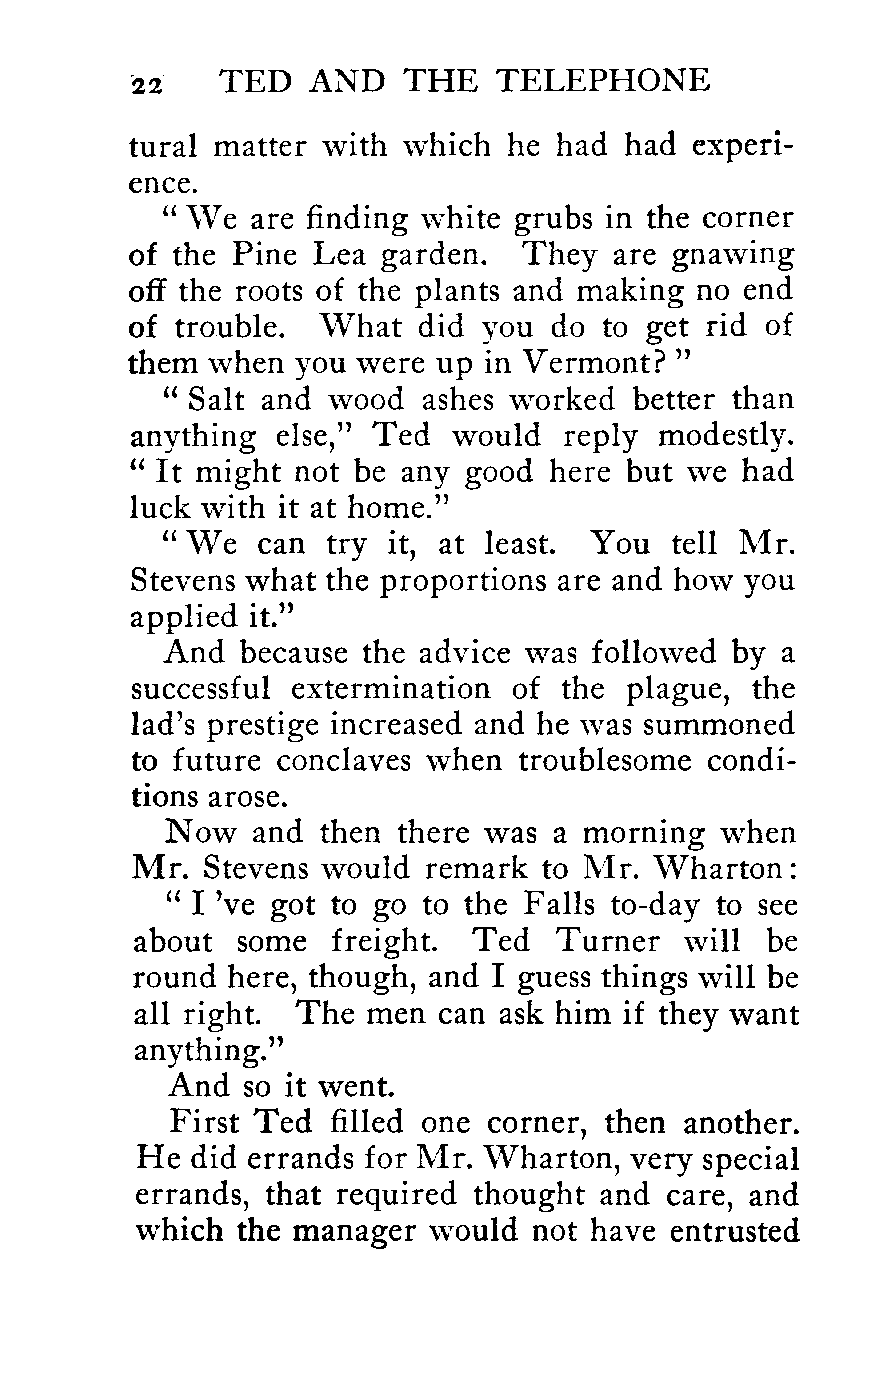 22 TED AND THE TELEPHONE
tural matter with which he had had experi-
ence.
“ We are finding white grubs in the corner
of the Pine Lea garden. They are gnawing
off the roots of the plants and making no end
of trouble. What did you do to get rid of
them when you were up in Vermont? ”
“ Salt and wood ashes worked better than
anything else,” Ted would reply modestly.
“ It might not be any good here but we had
luck with it at home.”
“ We can try it, at least. You tell Mr.
Stevens what the proportions are and how you
applied it.”
And because the advice was followed by a
successful extermination of the plague, the
lad’s prestige increased and he was summoned
to future conclaves when troublesome condi-
tions arose.
Now and then there was a morning when
Mr. Stevens would remark to Mr. Wharton:
“ I ’ve got to go to the Falls to-day to see
about some freight. Ted Turner will be
round here, though, and I guess things will be
all right. The men can ask him if they want
anything.”
And so it went.
First Ted filled one corner, then another.
He did errands for Mr. Wharton, very special
errands, that required thought and care, and
which the manager would not have entrusted